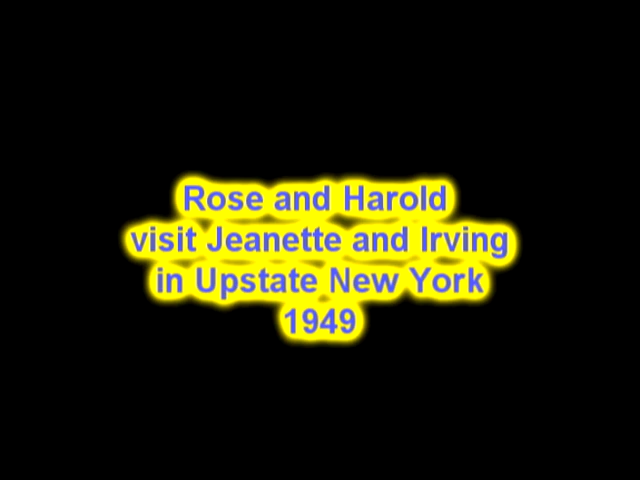 Rose and Harold
visit Jeanette and Irving
in Upstate New York
1949